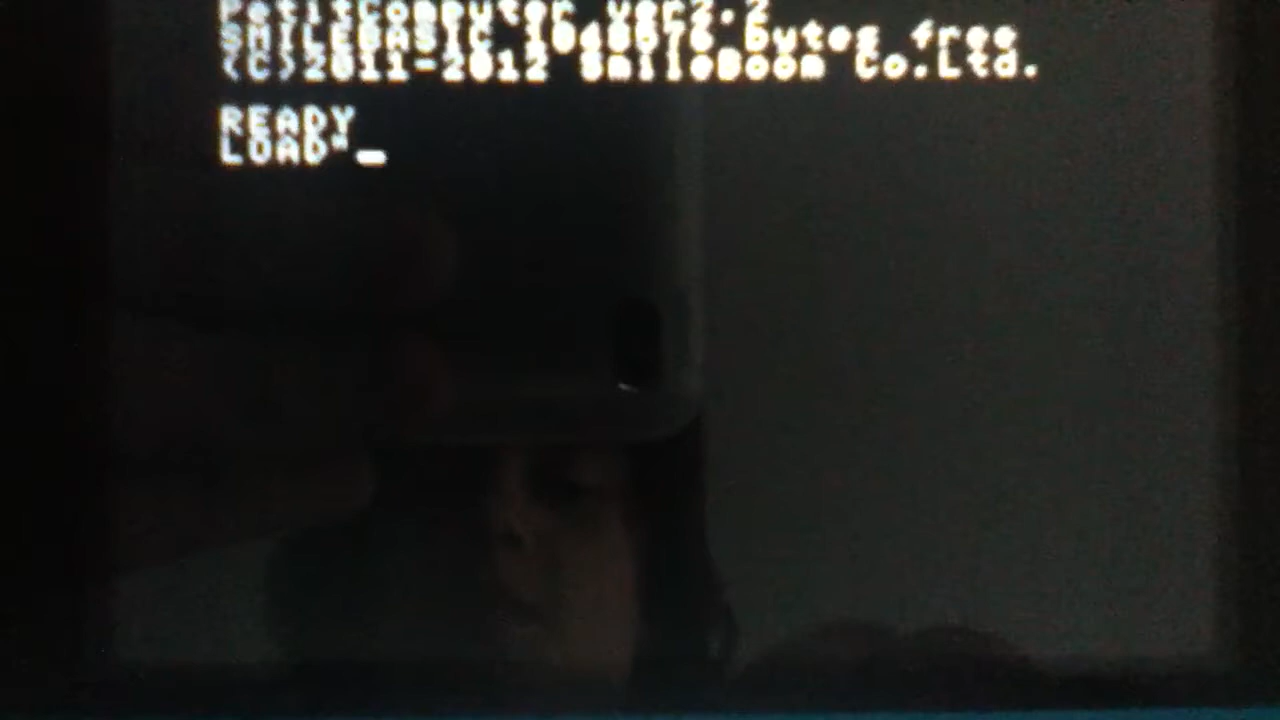 PetitComputer ver2.2
SMILEBASIC 1048576 bytes free
(C)2011-2012 SmileBoom Co.Ltd.
READY
LOAD"